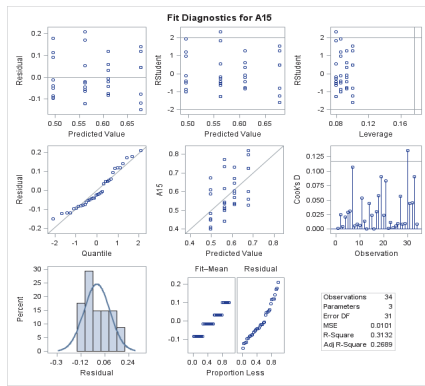 Fit Diagnostics for A15
0.2
0.1
0.0
-0.1
0.50 0.55 0.60 0.65
Predicted Value
Residual
2
1
0
-1
-2
0.50 0.55 0.60 0.65
Predicted Value
RStudent
2
1
0
-1
-2
0.08 0.12 0.16
Leverage
RStudent
0.2
0.1
0.0
-0.1
-0.2
-2 -1 0 1 2
Quantile
Residual
0.8
0.7
0.6
0.5
0.4
0.4 0.5 0.6 0.7 0.8
Predicted Value
A15
0.125
0.100
0.075
0.050
0.025
0.000
0 10 20 30
Observation
Cook's D
30
25
20
15
10
5
0
-0.3 -0.12 0.06 0.24
Residual
Percent
Fit–Mean Residual
0.2
0.1
0.0
-0.1
0.0 0.4 0.8 0.0 0.4 0.8
Proportion Less
Observations 34
Parameters 3
Error DF 31
MSE 0.0101
R-Square 0.3132
Adj R-Square 0.2689